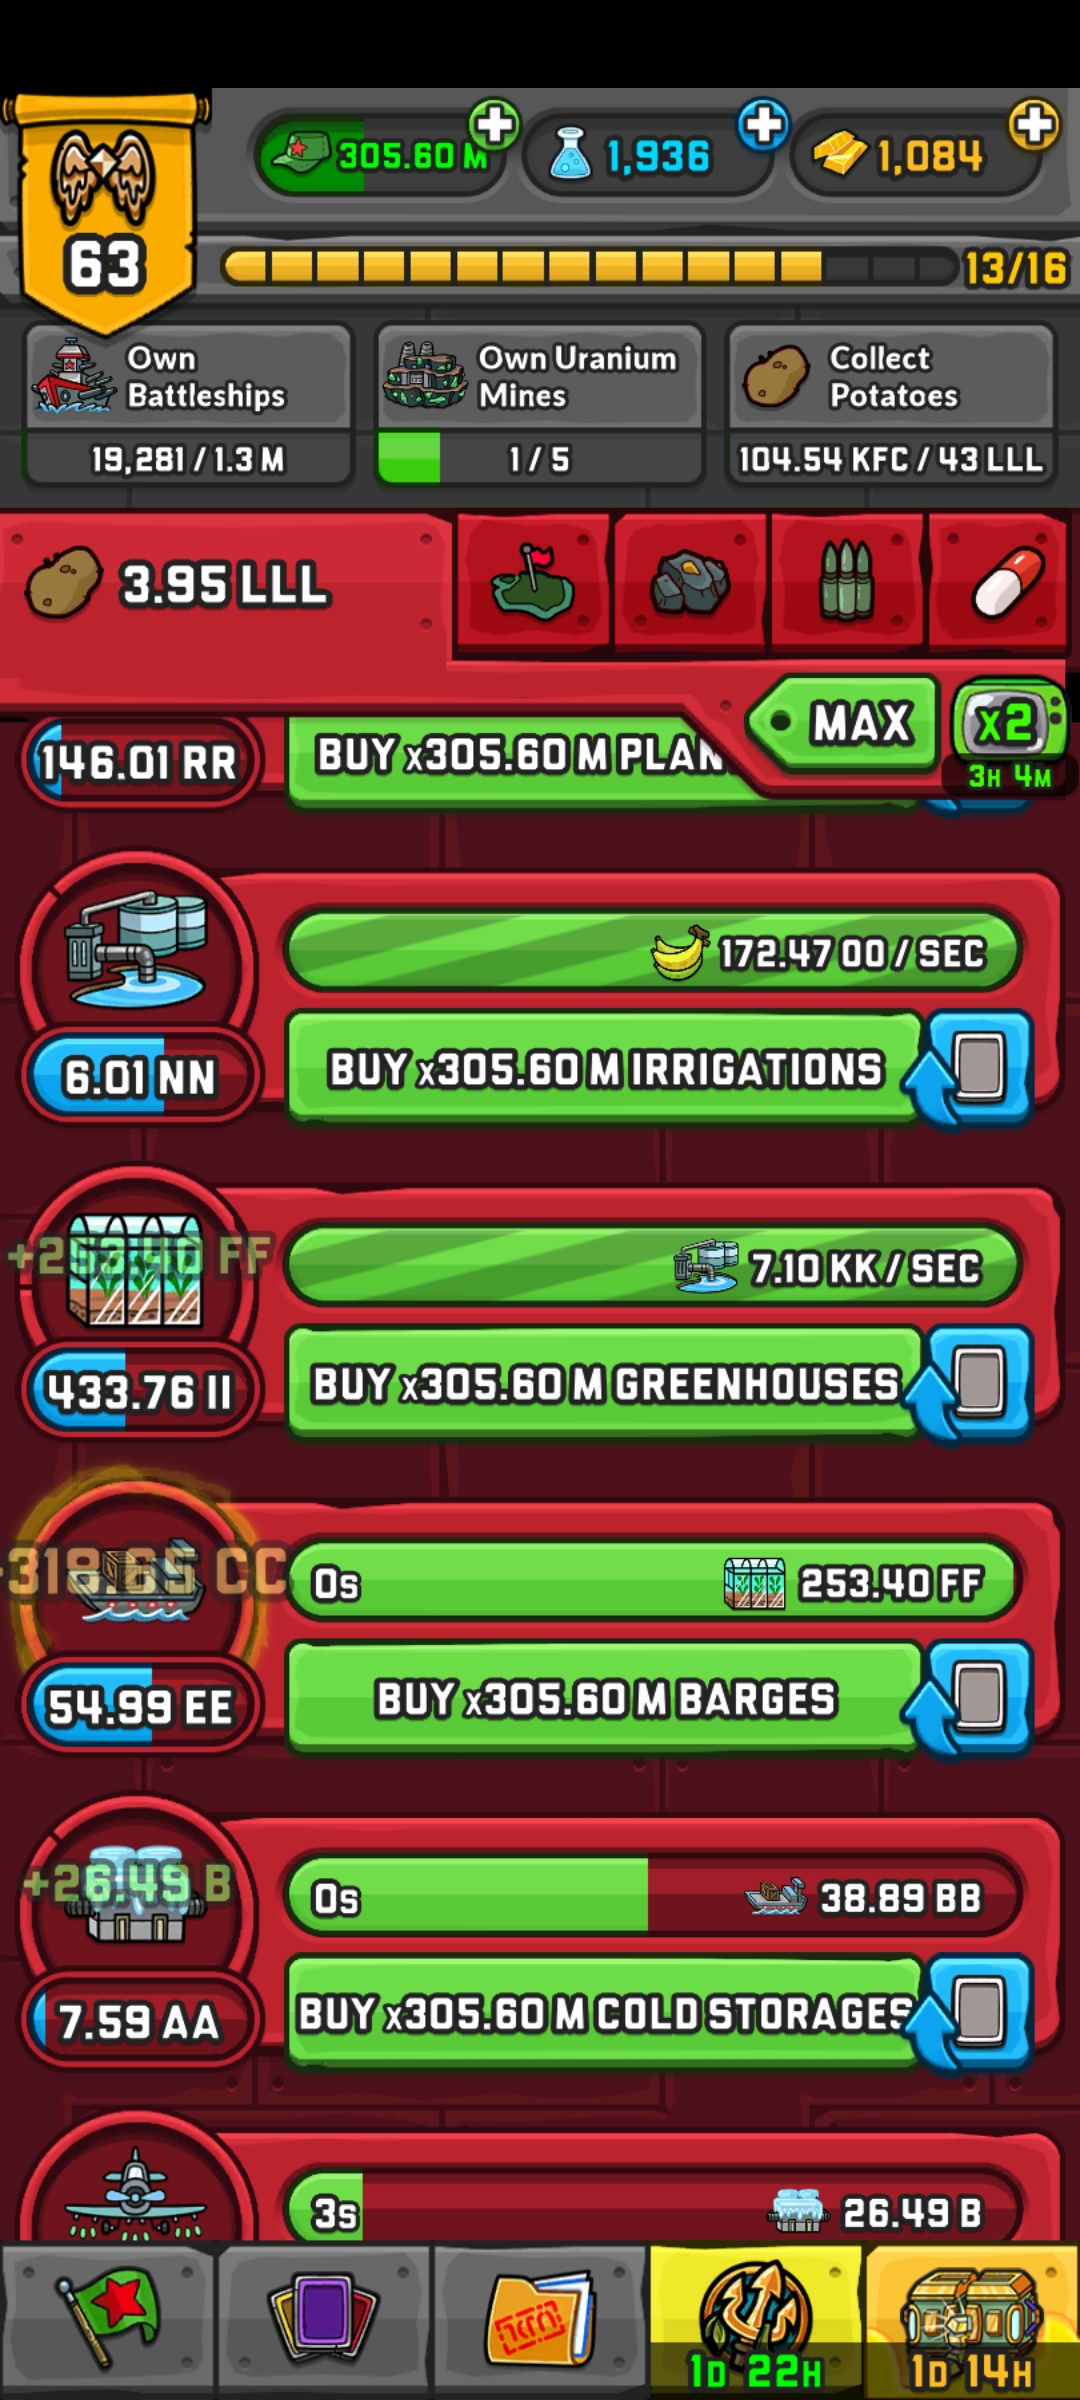 305.60 M
1,936
1,084
63
13/16
Own
Battleships
19,281 / 1.3 M
Own Uranium
Mines
1 / 5
Collect
Potatoes
104.54 KFC / 43 LLL
3.95 LLL
MAX
x2
3H 4M
146.01 RR
BUY x305.60 M PLAN
172.47 OO / SEC
6.01 NN
BUY x305.60 M IRRIGATIONS
+253.40 FF
7.10 KK / SEC
433.76 II
BUY x305.60 M GREENHOUSES
318.65 CC
0s
253.40 FF
54.99 EE
BUY x305.60 M BARGES
+26.49 B
0s
38.89 BB
7.59 AA
BUY x305.60 M COLD STORAGES
3s
26.49 B
1D 22H
1D 14H